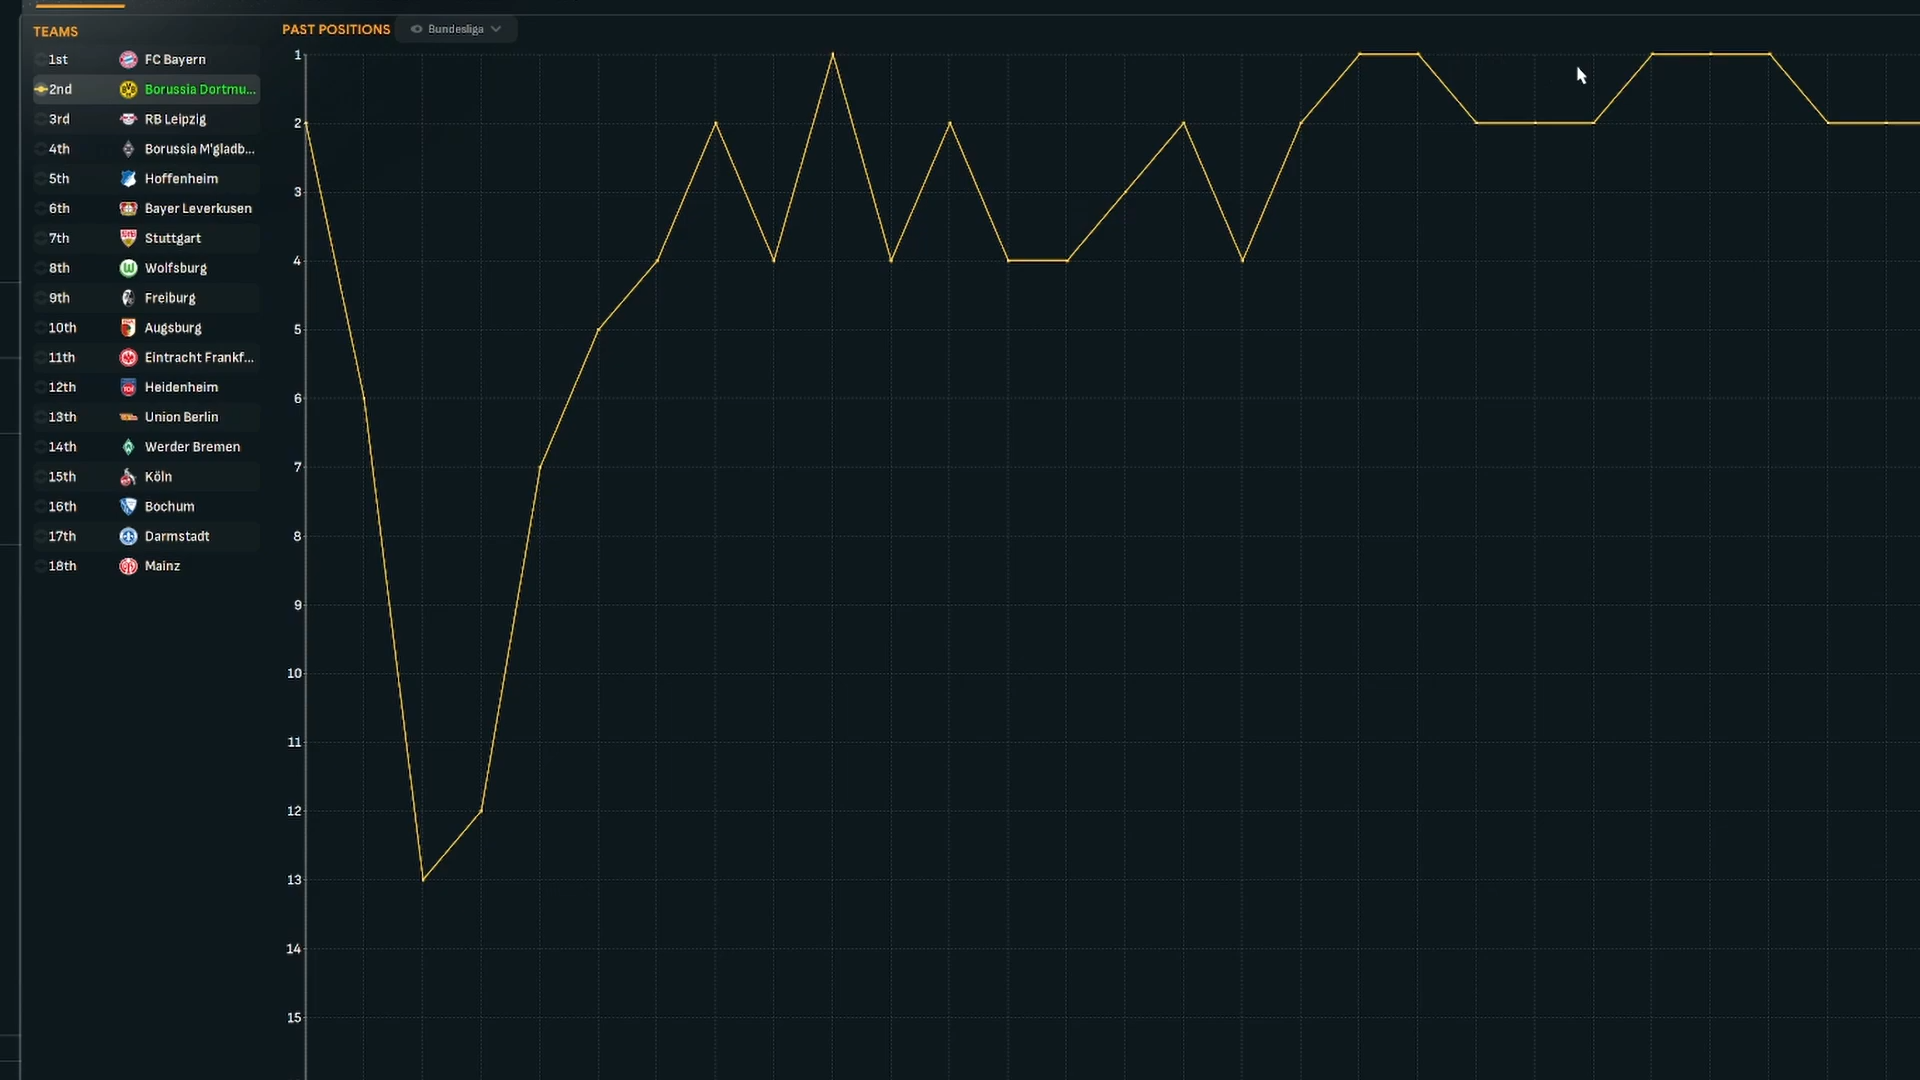 TEAMS
1st FC Bayern
2nd Borussia Dortmu...
3rd RB Leipzig
4th Borussia M'gladb...
5th Hoffenheim
6th Bayer Leverkusen
7th Stuttgart
8th Wolfsburg
9th Freiburg
10th Augsburg
11th Eintracht Frankf...
12th Heidenheim
13th Union Berlin
14th Werder Bremen
15th Köln
16th Bochum
17th Darmstadt
18th Mainz
PAST POSITIONS Bundesliga
1
2
3
4
5
6
7
8
9
10
11
12
13
14
15